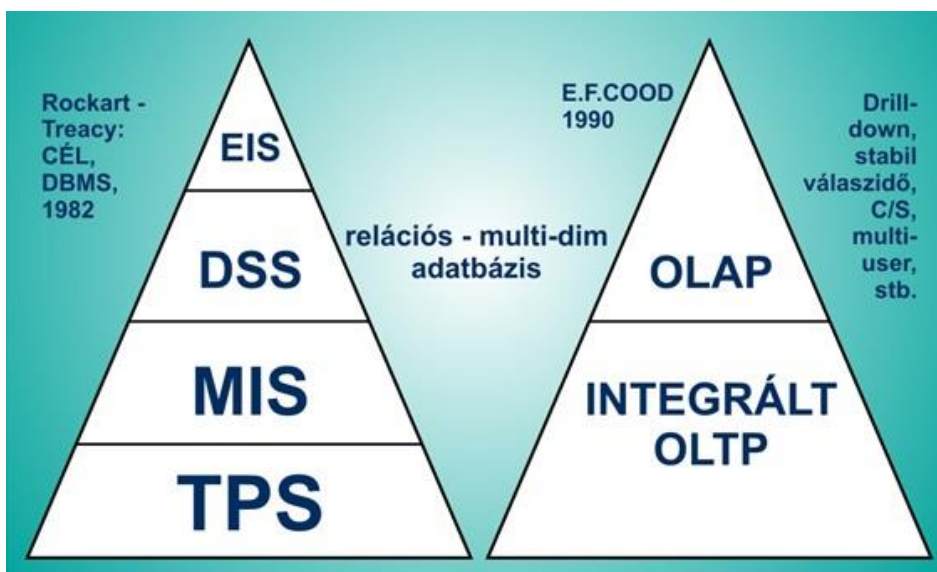 Rockart -
Treacy:
CÉL,
DBMS,
1982
EIS
DSS
MIS
TPS
relációs - multi-dim
adatbázis
E.F.COOD
1990
OLAP
INTEGRÁLT
OLTP
Drill-
down,
stabil
válaszidő,
C/S,
multi-
user,
stb.